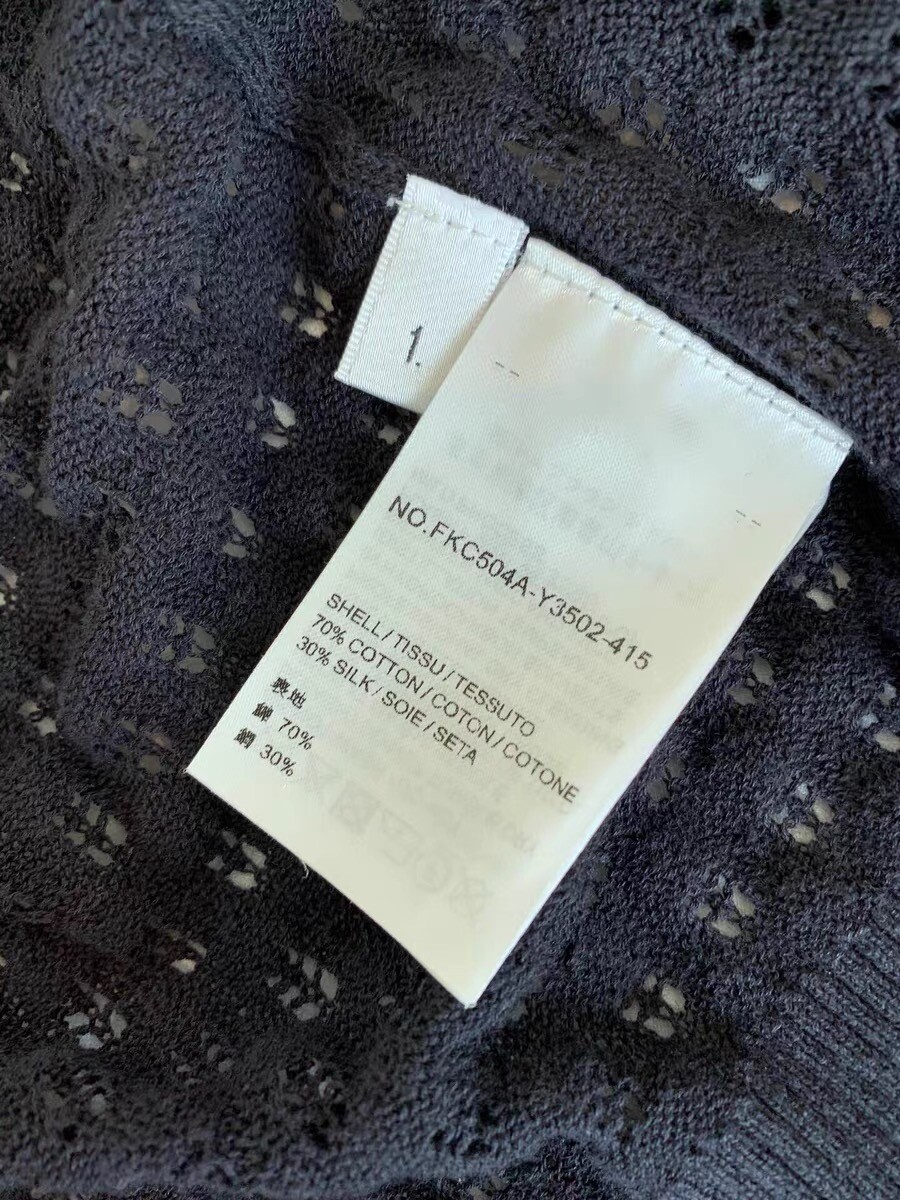 1.
NO.FKC504A-Y3502-415
SHELL/TISSU/TESSUTO
70% COTTON/COTON/COTONE
30% SILK/SOIE/SETA
表地
綿 70%
絹 30%